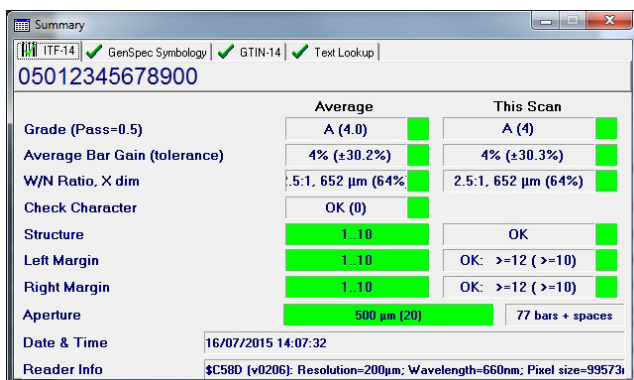 Summary
ITF-14 GenSpec Symbology GTIN-14 Text Lookup
05012345678900
Average This Scan
Grade (Pass=0.5) A (4.0) A (4)
Average Bar Gain (tolerance) 4% (±30.2%) 4% (±30.3%)
W/N Ratio, X dim .5:1, 652 µm (64% 2.5:1, 652 µm (64%)
Check Character OK (0)
Structure 1..10 OK
Left Margin 1..10 OK: >=12 ( >=10)
Right Margin 1..10 OK: >=12 ( >=10)
Aperture 500 µm (20) 77 bars + spaces
Date & Time 16/07/2015 14:07:32
Reader Info $C58D (v0206): Resolution=200µm; Wavelength=660nm; Pixel size=99573